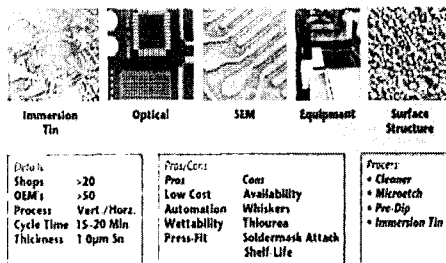 Immersion Tin
Optical
SEM
Equipment
Surface Structure
Details
Shops >20
OEM's >50
Process Vert./Horz.
Cycle Time 15-20 Min
Thickness 1 0µm Sn
Pros/Cons
Pros Cons
Low Cost Availability
Automation Whiskers
Wettability Thiourea
Press-Fit Soldermask Attack
Shelf-Life
Process
• Cleaner
• Microetch
• Pre-Dip
• Immersion Tin